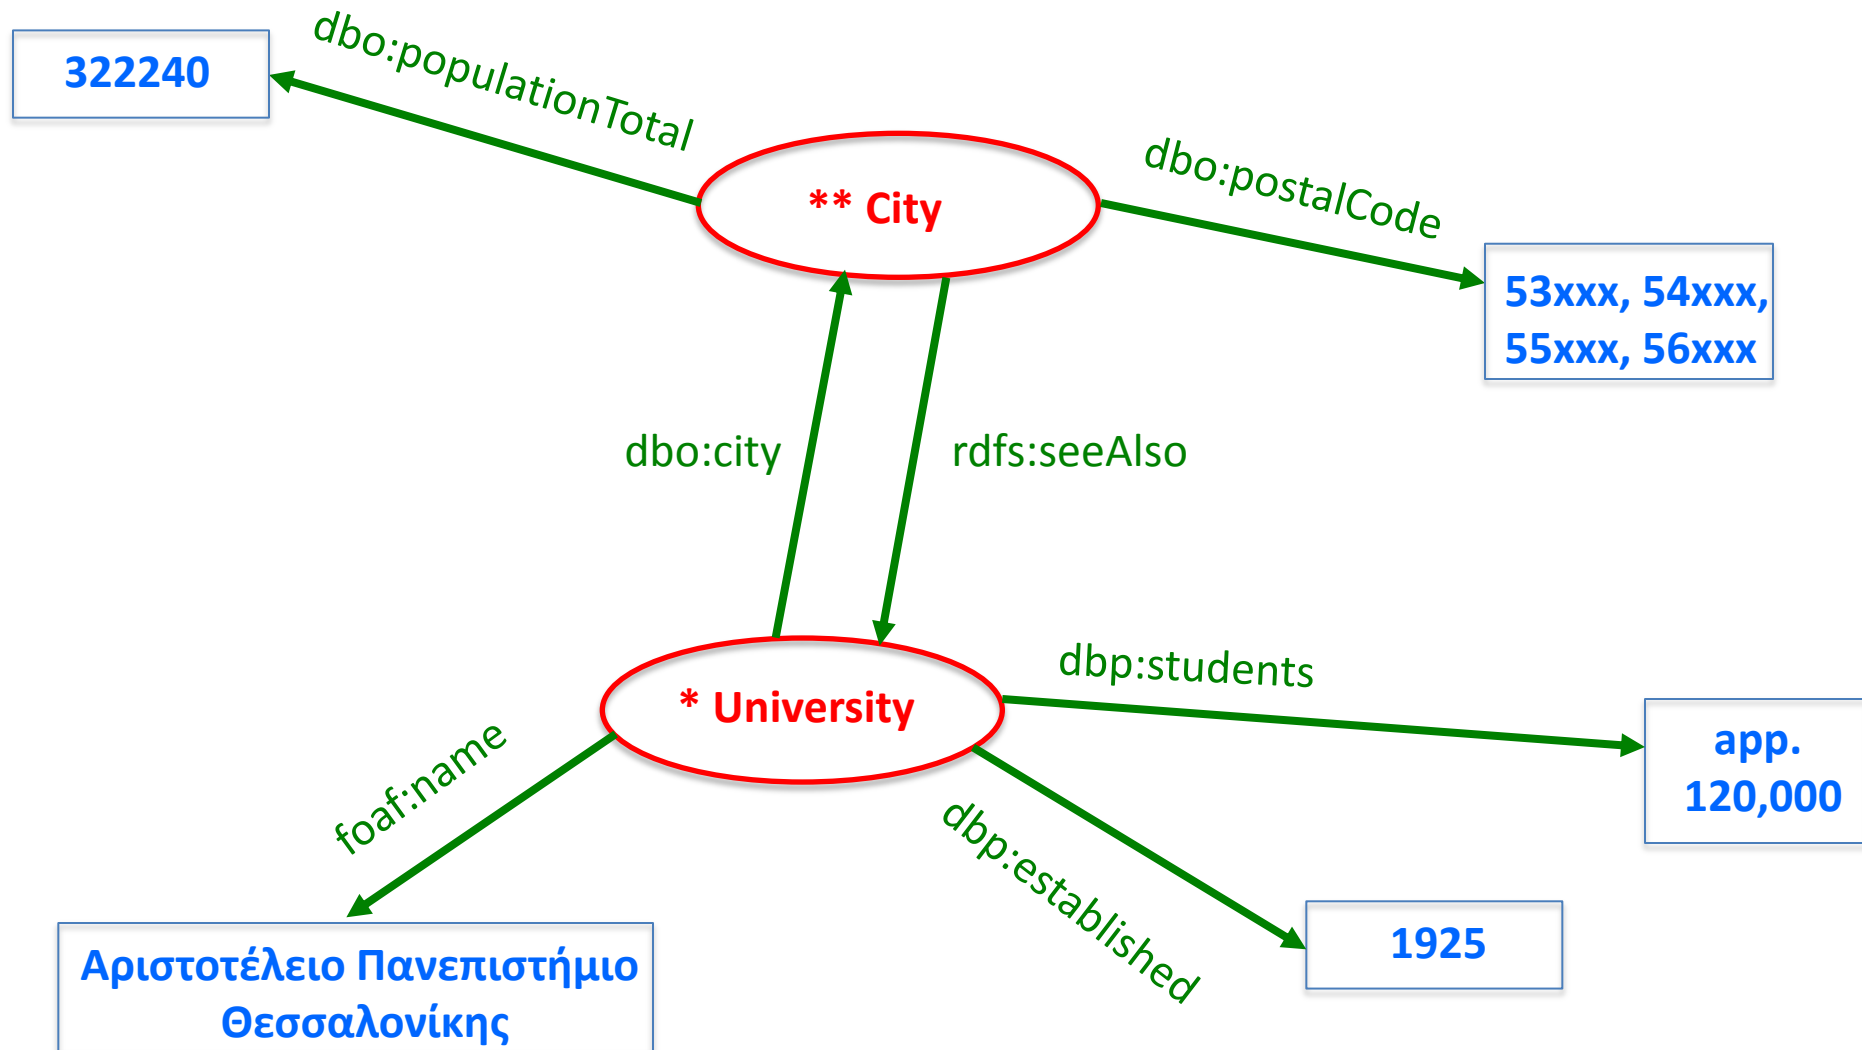 dbo:populationTotal
322240
** City
dbo:postalCode
53xxx, 54xxx,
55xxx, 56xxx
dbo:city
rdfs:seeAlso
* University
dbp:students
app.
120,000
foaf:name
dbp:established
1925
Αριστοτέλειο Πανεπιστήμιο
Θεσσαλονίκης